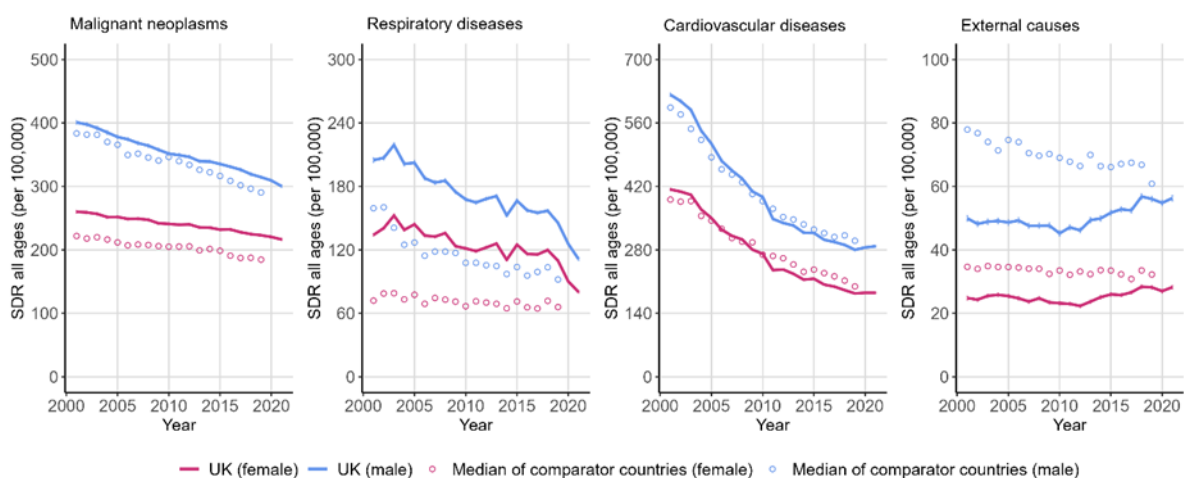 Malignant neoplasms
Respiratory diseases
Cardiovascular diseases
External causes
SDR all ages (per 100,000)
500
400
300
200
100
0
2000 2005 2010 2015 2020
Year
SDR all ages (per 100,000)
300
240
180
120
60
0
2000 2005 2010 2015 2020
Year
SDR all ages (per 100,000)
700
560
420
280
140
0
2000 2005 2010 2015 2020
Year
SDR all ages (per 100,000)
100
80
60
40
20
0
2000 2005 2010 2015 2020
Year
UK (female) UK (male) Median of comparator countries (female) Median of comparator countries (male)